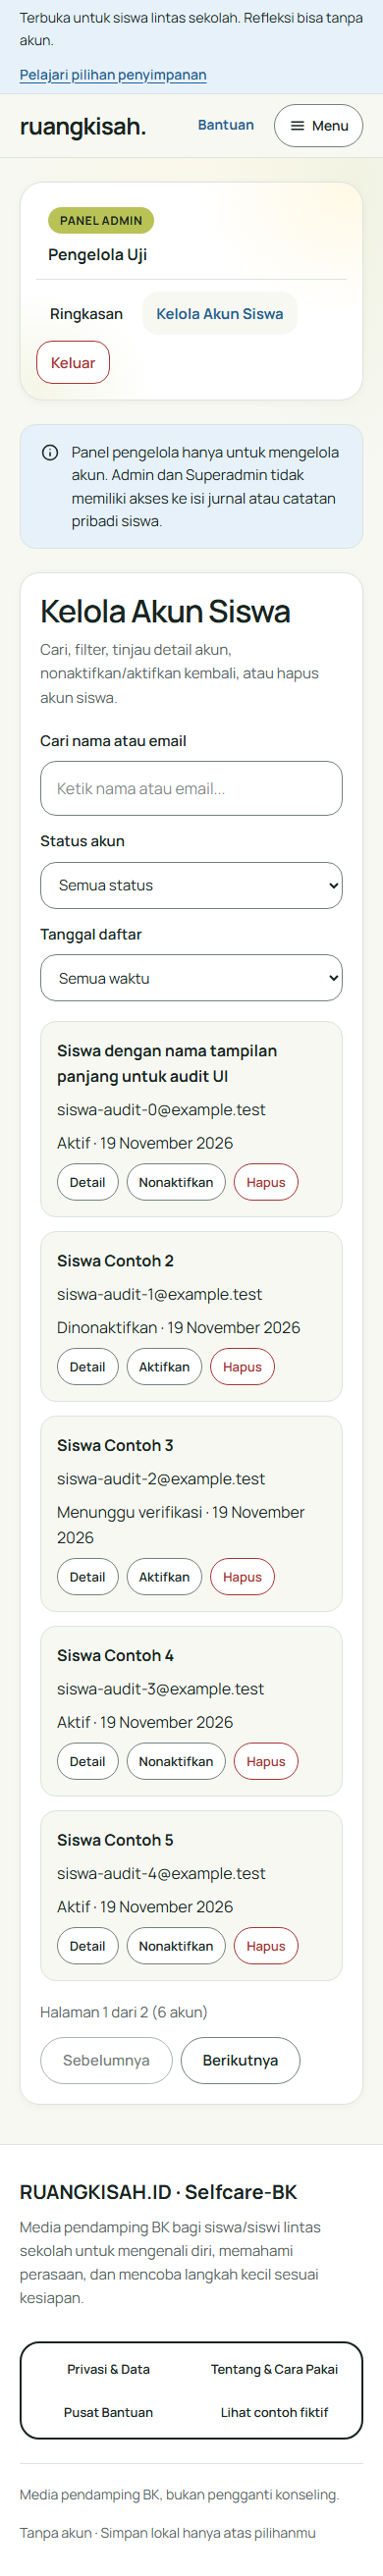 Terbuka untuk siswa lintas sekolah. Refleksi bisa tanpa
akun.
Pelajari pilihan penyimpanan
ruangkisah.
Bantuan
Menu
PANEL ADMIN
Pengelola Uji
Ringkasan
Kelola Akun Siswa
Keluar
Panel pengelola hanya untuk mengelola
akun. Admin dan Superadmin tidak
memiliki akses ke isi jurnal atau catatan
pribadi siswa.
Kelola Akun Siswa
Cari, filter, tinjau detail akun,
nonaktifkan/aktifkan kembali, atau hapus
akun siswa.
Cari nama atau email
Ketik nama atau email...
Status akun
Semua status
Tanggal daftar
Semua waktu
Siswa dengan nama tampilan
panjang untuk audit UI
siswa-audit-0@example.test
Aktif · 19 November 2026
Detail Nonaktifkan Hapus
Siswa Contoh 2
siswa-audit-1@example.test
Dinonaktifkan · 19 November 2026
Detail Aktifkan Hapus
Siswa Contoh 3
siswa-audit-2@example.test
Menunggu verifikasi · 19 November
2026
Detail Aktifkan Hapus
Siswa Contoh 4
siswa-audit-3@example.test
Aktif · 19 November 2026
Detail Nonaktifkan Hapus
Siswa Contoh 5
siswa-audit-4@example.test
Aktif · 19 November 2026
Detail Nonaktifkan Hapus
Halaman 1 dari 2 (6 akun)
Sebelumnya Berikutnya
RUANGKISAH.ID · Selfcare-BK
Media pendamping BK bagi siswa/siswi lintas
sekolah untuk mengenali diri, memahami
perasaan, dan mencoba langkah kecil sesuai
kesiapan.
Privasi & Data Tentang & Cara Pakai
Pusat Bantuan Lihat contoh fiktif
Media pendamping BK, bukan pengganti konseling.
Tanpa akun · Simpan lokal hanya atas pilihanmu